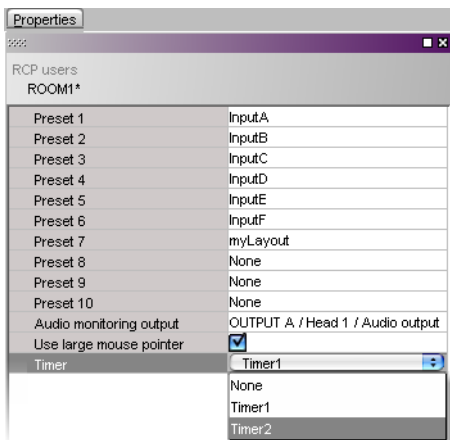 Properties
RCP users
ROOM1*
Preset 1 InputA
Preset 2 InputB
Preset 3 InputC
Preset 4 InputD
Preset 5 InputE
Preset 6 InputF
Preset 7 myLayout
Preset 8 None
Preset 9 None
Preset 10 None
Audio monitoring output OUTPUT A / Head 1 / Audio output
Use large mouse pointer
Timer Timer1
None
Timer1
Timer2